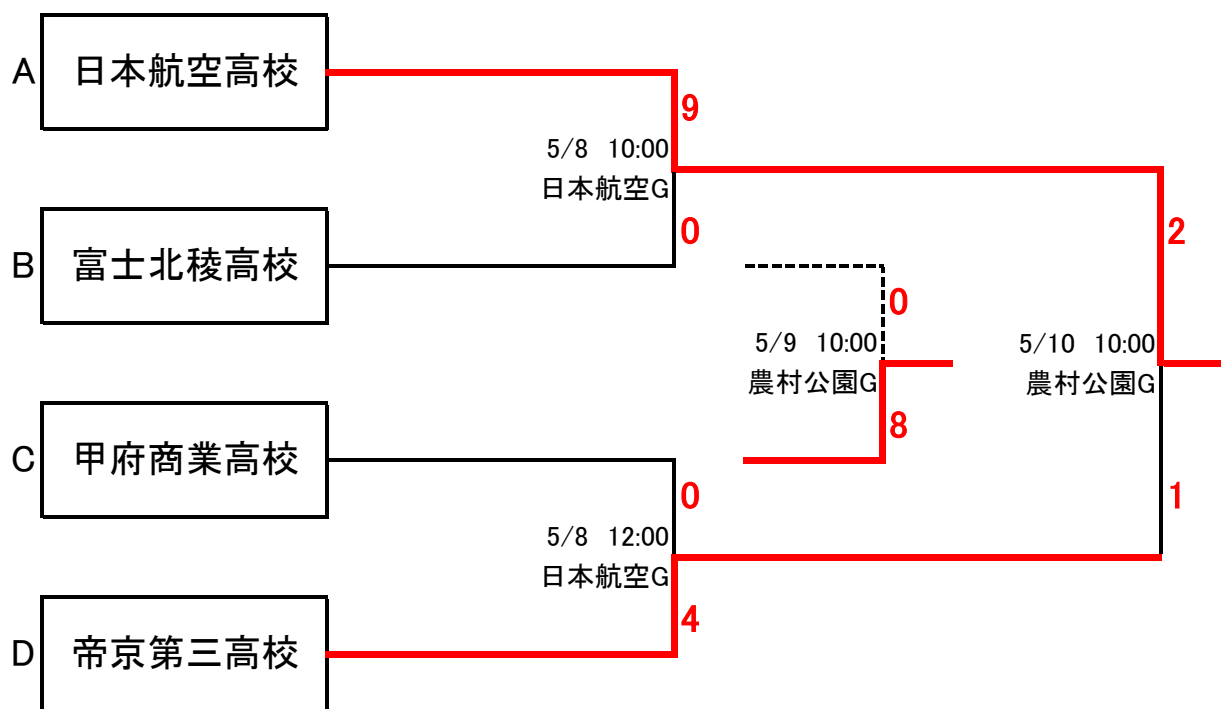 A
日本航空高校
9
5/8 10:00
日本航空G
0
2
B
富士北稜高校
0
5/9 10:00
農村公園G
5/10 10:00
農村公園G
8
C
甲府商業高校
0
1
5/8 12:00
日本航空G
4
D
帝京第三高校